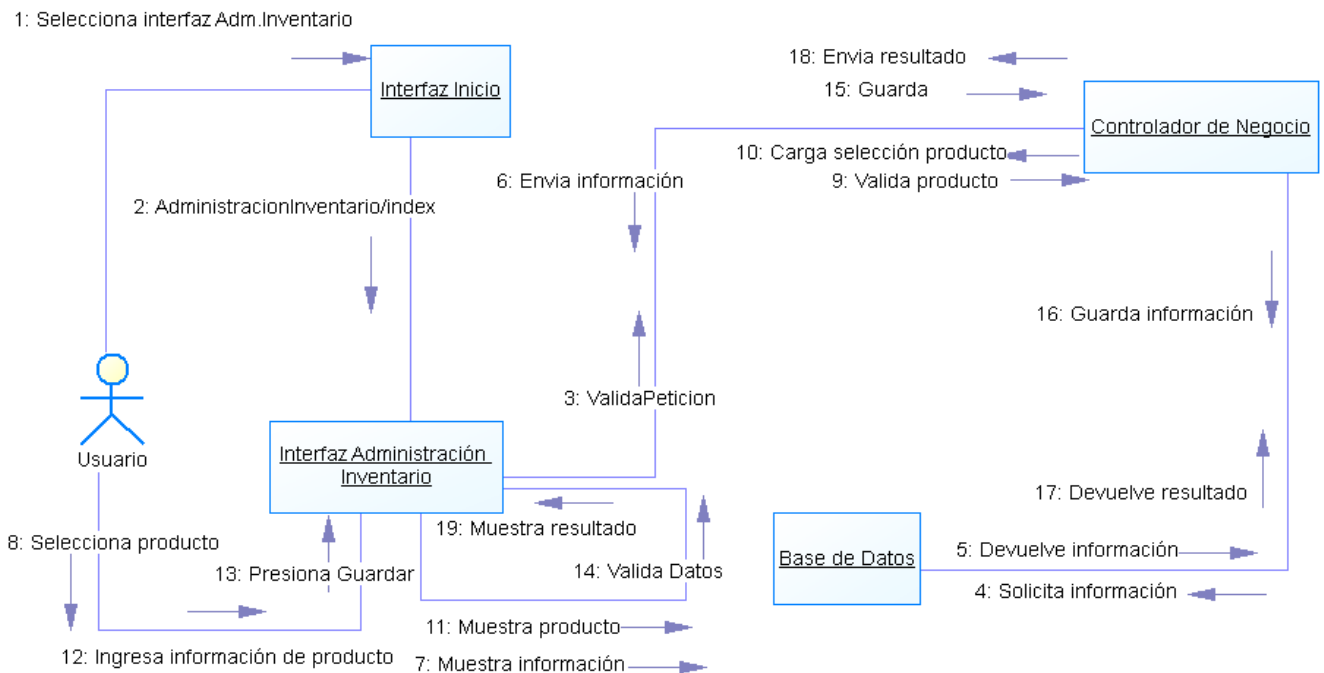 1: Selecciona interfaz Adm.Inventario
18: Envia resultado
Interfaz Inicio
15: Guarda
Controlador de Negocio
10: Carga selección producto
6: Envia información
9: Valida producto
2: AdministracionInventario/index
16: Guarda información
3: ValidaPeticion
Usuario
Interfaz Administración
Inventario
17: Devuelve resultado
19: Muestra resultado
8: Selecciona producto
5: Devuelve información
Base de Datos
13: Presiona Guardar
14: Valida Datos
4: Solicita información
11: Muestra producto
12: Ingresa información de producto
7: Muestra información